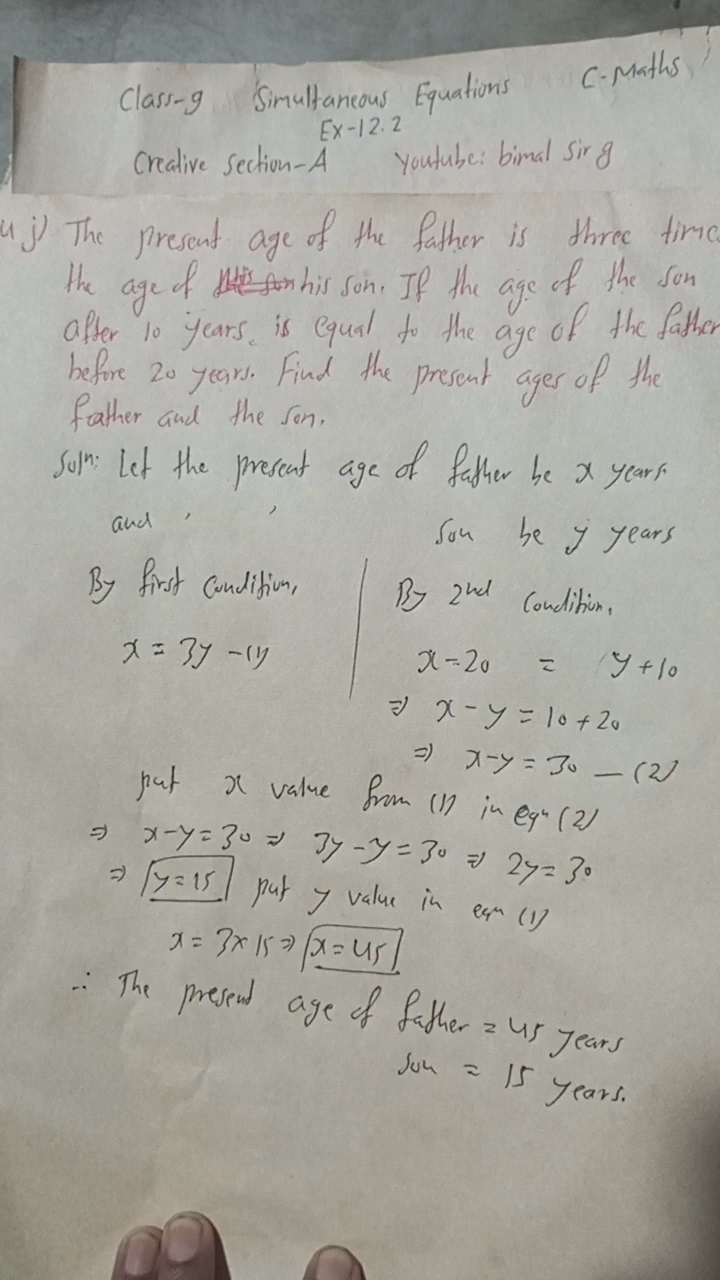 Class-9 Simultaneous Equations C-Maths
Ex-12.2
Creative Section-A Youtube: bimal Sir g
4 j) The present age of the father is three time
the age of his son. If the age of the son
after 10 years, is equal to the age of the father
before 20 years. Find the present ages of the
father and the son.
Solⁿ: Let the present age of father be x years
and ' ' son be y years
By first Condition,
x = 3y -(1)
By 2nd Condition,
x-20 = y+10
⇒ x-y = 10+20
⇒ x-y = 30 -(2)
put x value from (1) in eqⁿ (2)
⇒ x-y=30 ⇒ 3y-y=30 ⇒ 2y=30
⇒ y=15 put y value in eqn (1)
x = 3×15 ⇒ x=45
∴ The present age of father = 45 years
son = 15 years.